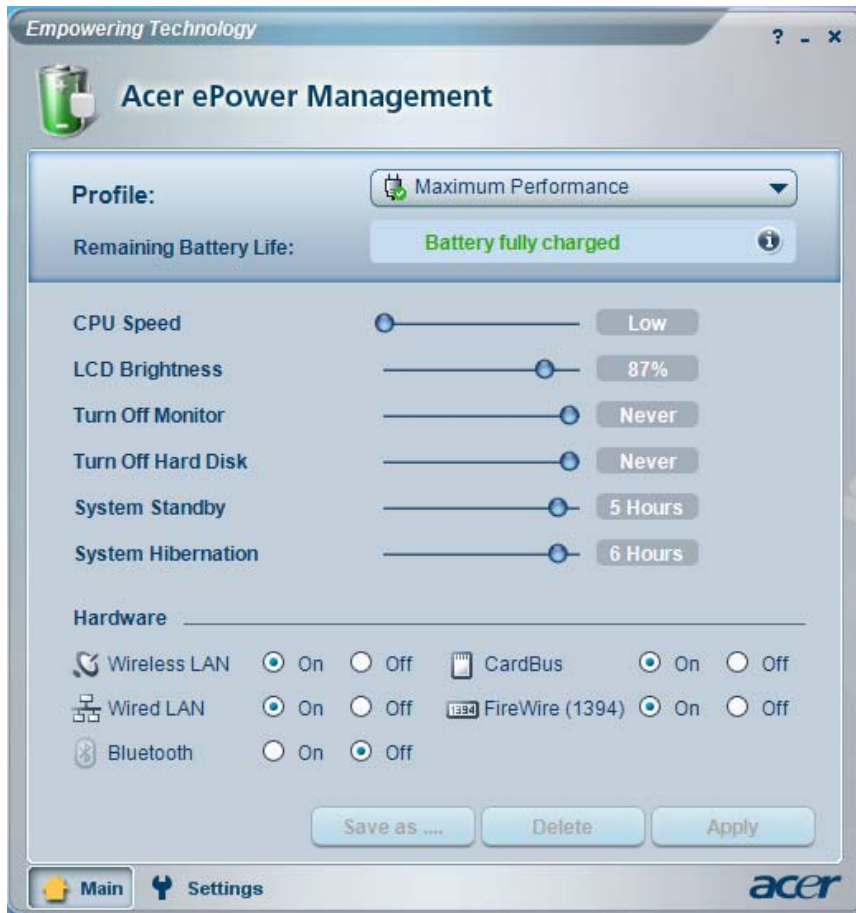 Empowering Technology
? - ×
Acer ePower Management
Profile: Maximum Performance
Remaining Battery Life: Battery fully charged
CPU Speed Low
LCD Brightness 87%
Turn Off Monitor Never
Turn Off Hard Disk Never
System Standby 5 Hours
System Hibernation 6 Hours
Hardware
Wireless LAN On Off CardBus On Off
Wired LAN On Off 1394 FireWire (1394) On Off
Bluetooth On Off
Save as .... Delete Apply
Main Settings acer